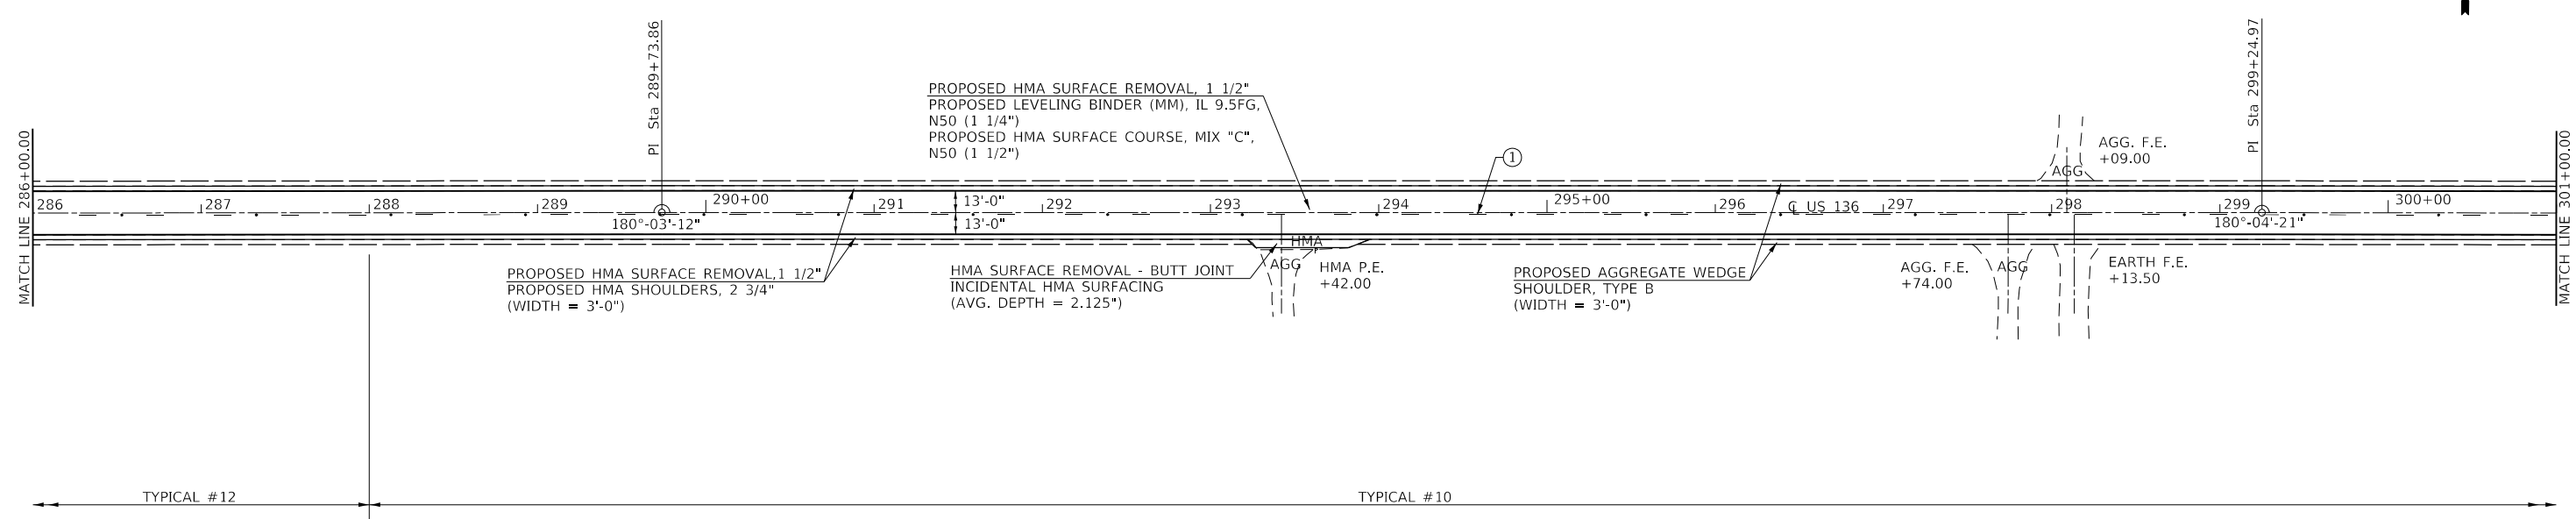 MATCH LINE 286+00.00
PI Sta 289+73.86
PROPOSED HMA SURFACE REMOVAL, 1 1/2"
PROPOSED LEVELING BINDER (MM), IL 9.5FG,
N50 (1 1/4")
PROPOSED HMA SURFACE COURSE, MIX "C",
N50 (1 1/2")
1
AGG. F.E.
+09.00
AGG
PI Sta 299+24.97
MATCH LINE 301+00.00
286
287
288
289
290+00
291
292
293
294
295+00
296
℄ US 136
297
298
299
300+00
13'-0"
13'-0"
180°-03'-12"
180°-04'-21"
PROPOSED HMA SURFACE REMOVAL,1 1/2"
PROPOSED HMA SHOULDERS, 2 3/4"
(WIDTH = 3'-0")
HMA SURFACE REMOVAL - BUTT JOINT
INCIDENTAL HMA SURFACING
(AVG. DEPTH = 2.125")
HMA
AGG
HMA P.E.
+42.00
PROPOSED AGGREGATE WEDGE
SHOULDER, TYPE B
(WIDTH = 3'-0")
AGG. F.E.
+74.00
AGG
EARTH F.E.
+13.50
TYPICAL #12
TYPICAL #10